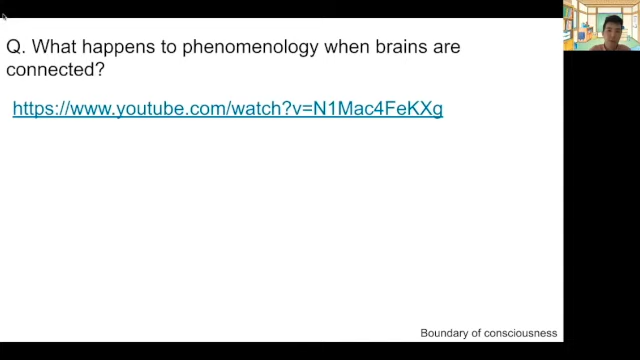 Q. What happens to phenomenology when brains are
connected?
https://www.youtube.com/watch?v=N1Mac4FeKXg
Boundary of consciousness